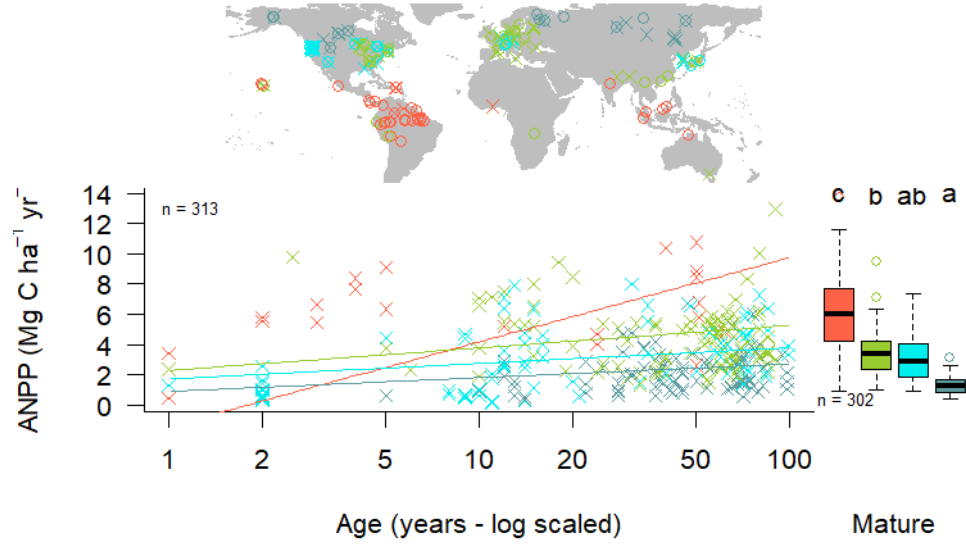 14
12
10
8
6
4
2
0
ANPP (Mg C ha⁻¹ yr⁻
n = 313
c b ab a
n = 302
1 2 5 10 20 50 100
Age (years - log scaled)
Mature